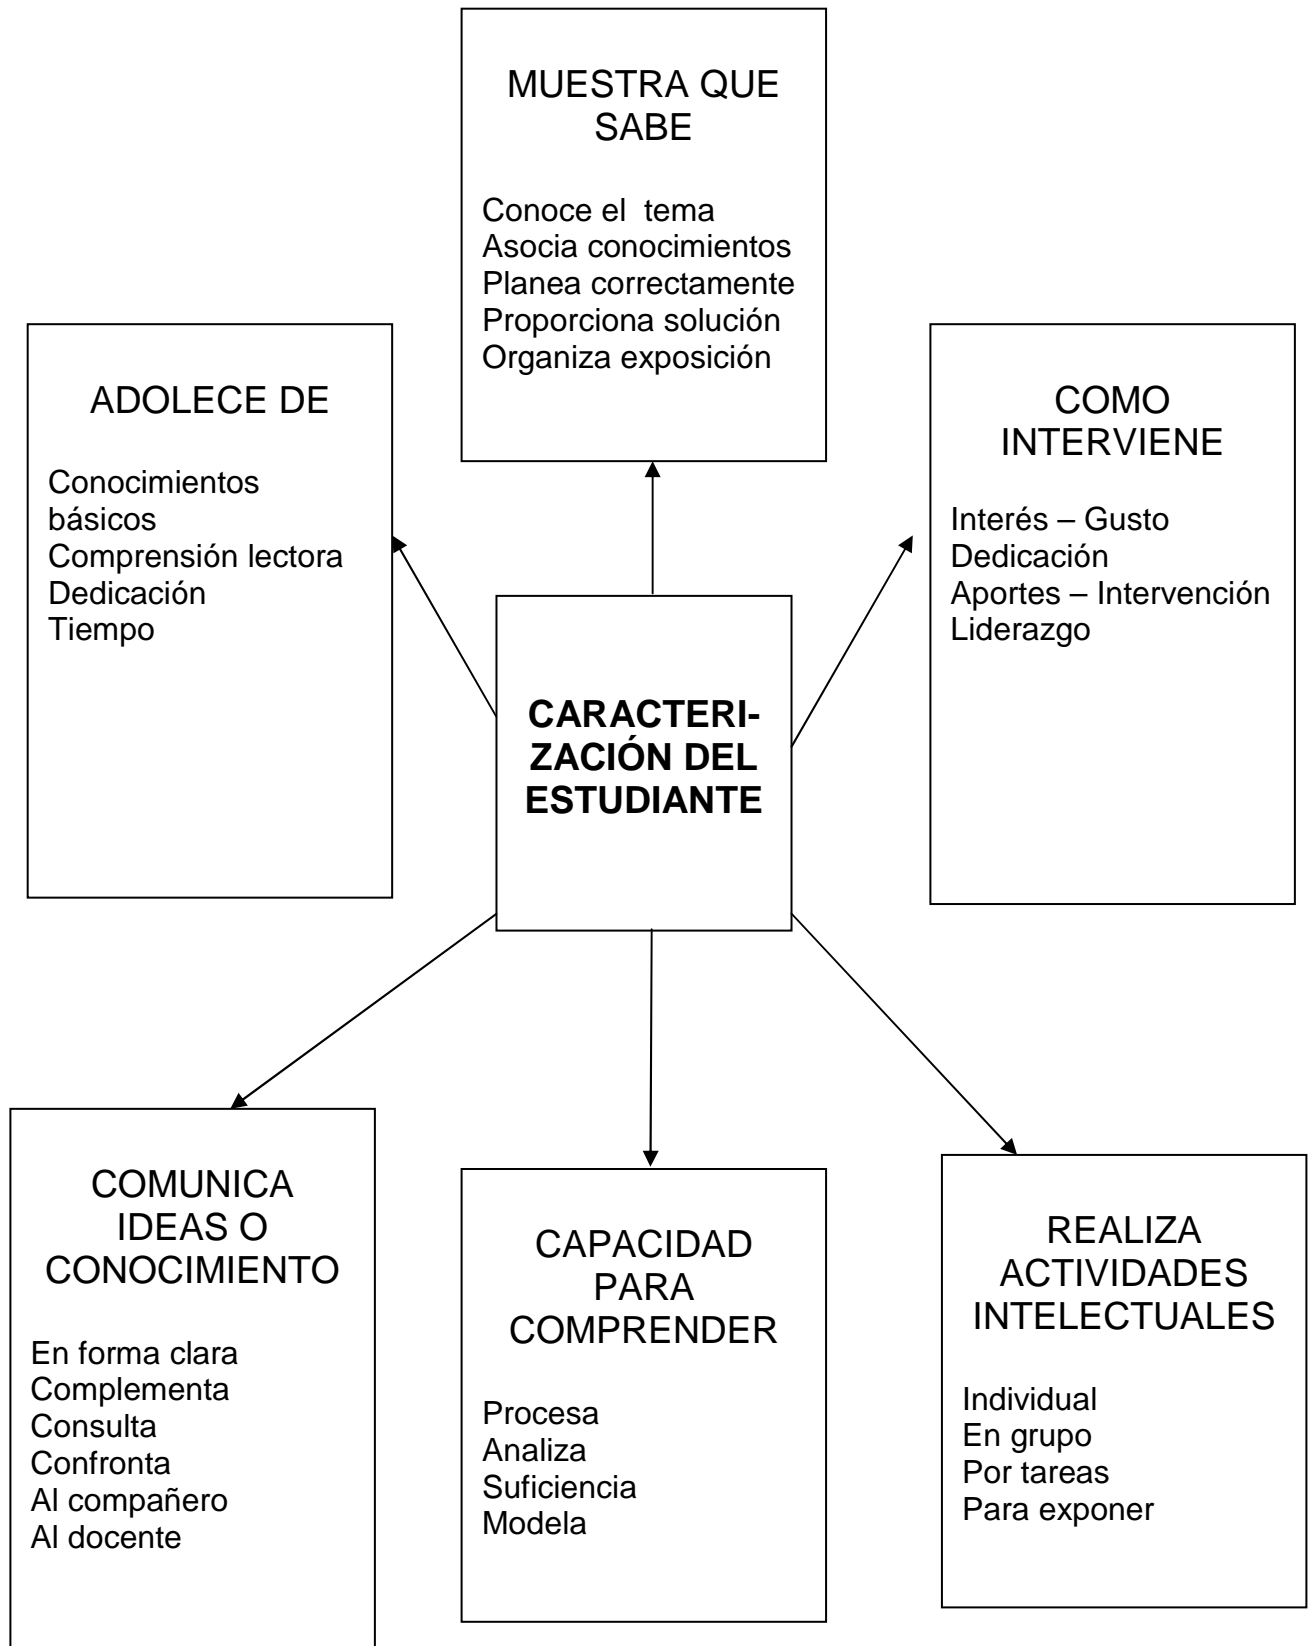 MUESTRA QUE
SABE
Conoce el  tema
Asocia conocimientos
Planea correctamente
Proporciona solución
Organiza exposición
ADOLECE DE
Conocimientos
básicos
Comprensión lectora
Dedicación
Tiempo
COMO
INTERVIENE
Interés – Gusto
Dedicación
Aportes – Intervención
Liderazgo
CARACTERI-
ZACIÓN DEL
ESTUDIANTE
COMUNICA
IDEAS O
CONOCIMIENTO
En forma clara
Complementa
Consulta
Confronta
Al compañero
Al docente
CAPACIDAD
PARA
COMPRENDER
Procesa
Analiza
Suficiencia
Modela
REALIZA
ACTIVIDADES
INTELECTUALES
Individual
En grupo
Por tareas
Para exponer